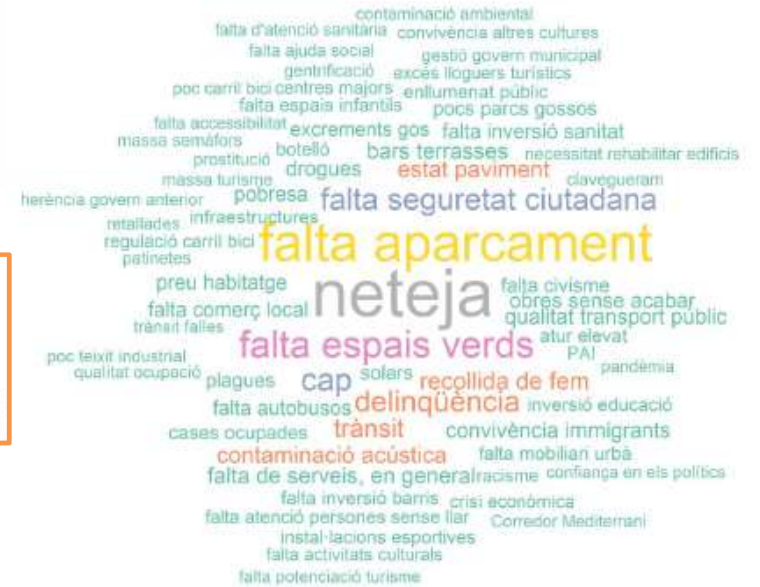 contaminació ambiental
falta d'atenció sanitària convivència altres cultures
falta ajuda social gestió govern municipal
gentrificació excés lloguers turístics
poc carril bici centres majors enllumenat públic
falta espais infantils pocs parcs gossos
falta accessibilitat excrements gos falta inversió sanitat
massa semàfors
prostitució botelló bars terrasses necessitat rehabilitar edificis
drogues estat paviment
massa turisme clavegueram
herència govern anterior pobresa falta seguretat ciutadana
retallades infraestructures
regulació carril bici falta aparcament
patinetes
preu habitatge neteja falta civisme
obres sense acabar
falta comerç local qualitat transport públic
trànsit falles
falta espais verds atur elevat
poc teixit industrial PAI
qualitat ocupació plagues cap solars recollida de fem pandèmia
falta autobusos delinqüència inversió educació
cases ocupades trànsit convivència immigrants
contaminació acústica falta mobiliari urbà
falta de serveis, en general racisme confiança en els polítics
falta inversió barris crisi econòmica
falta atenció persones sense llar Corredor Mediterrani
instal·lacions esportives
falta activitats culturals
falta potenciació turisme